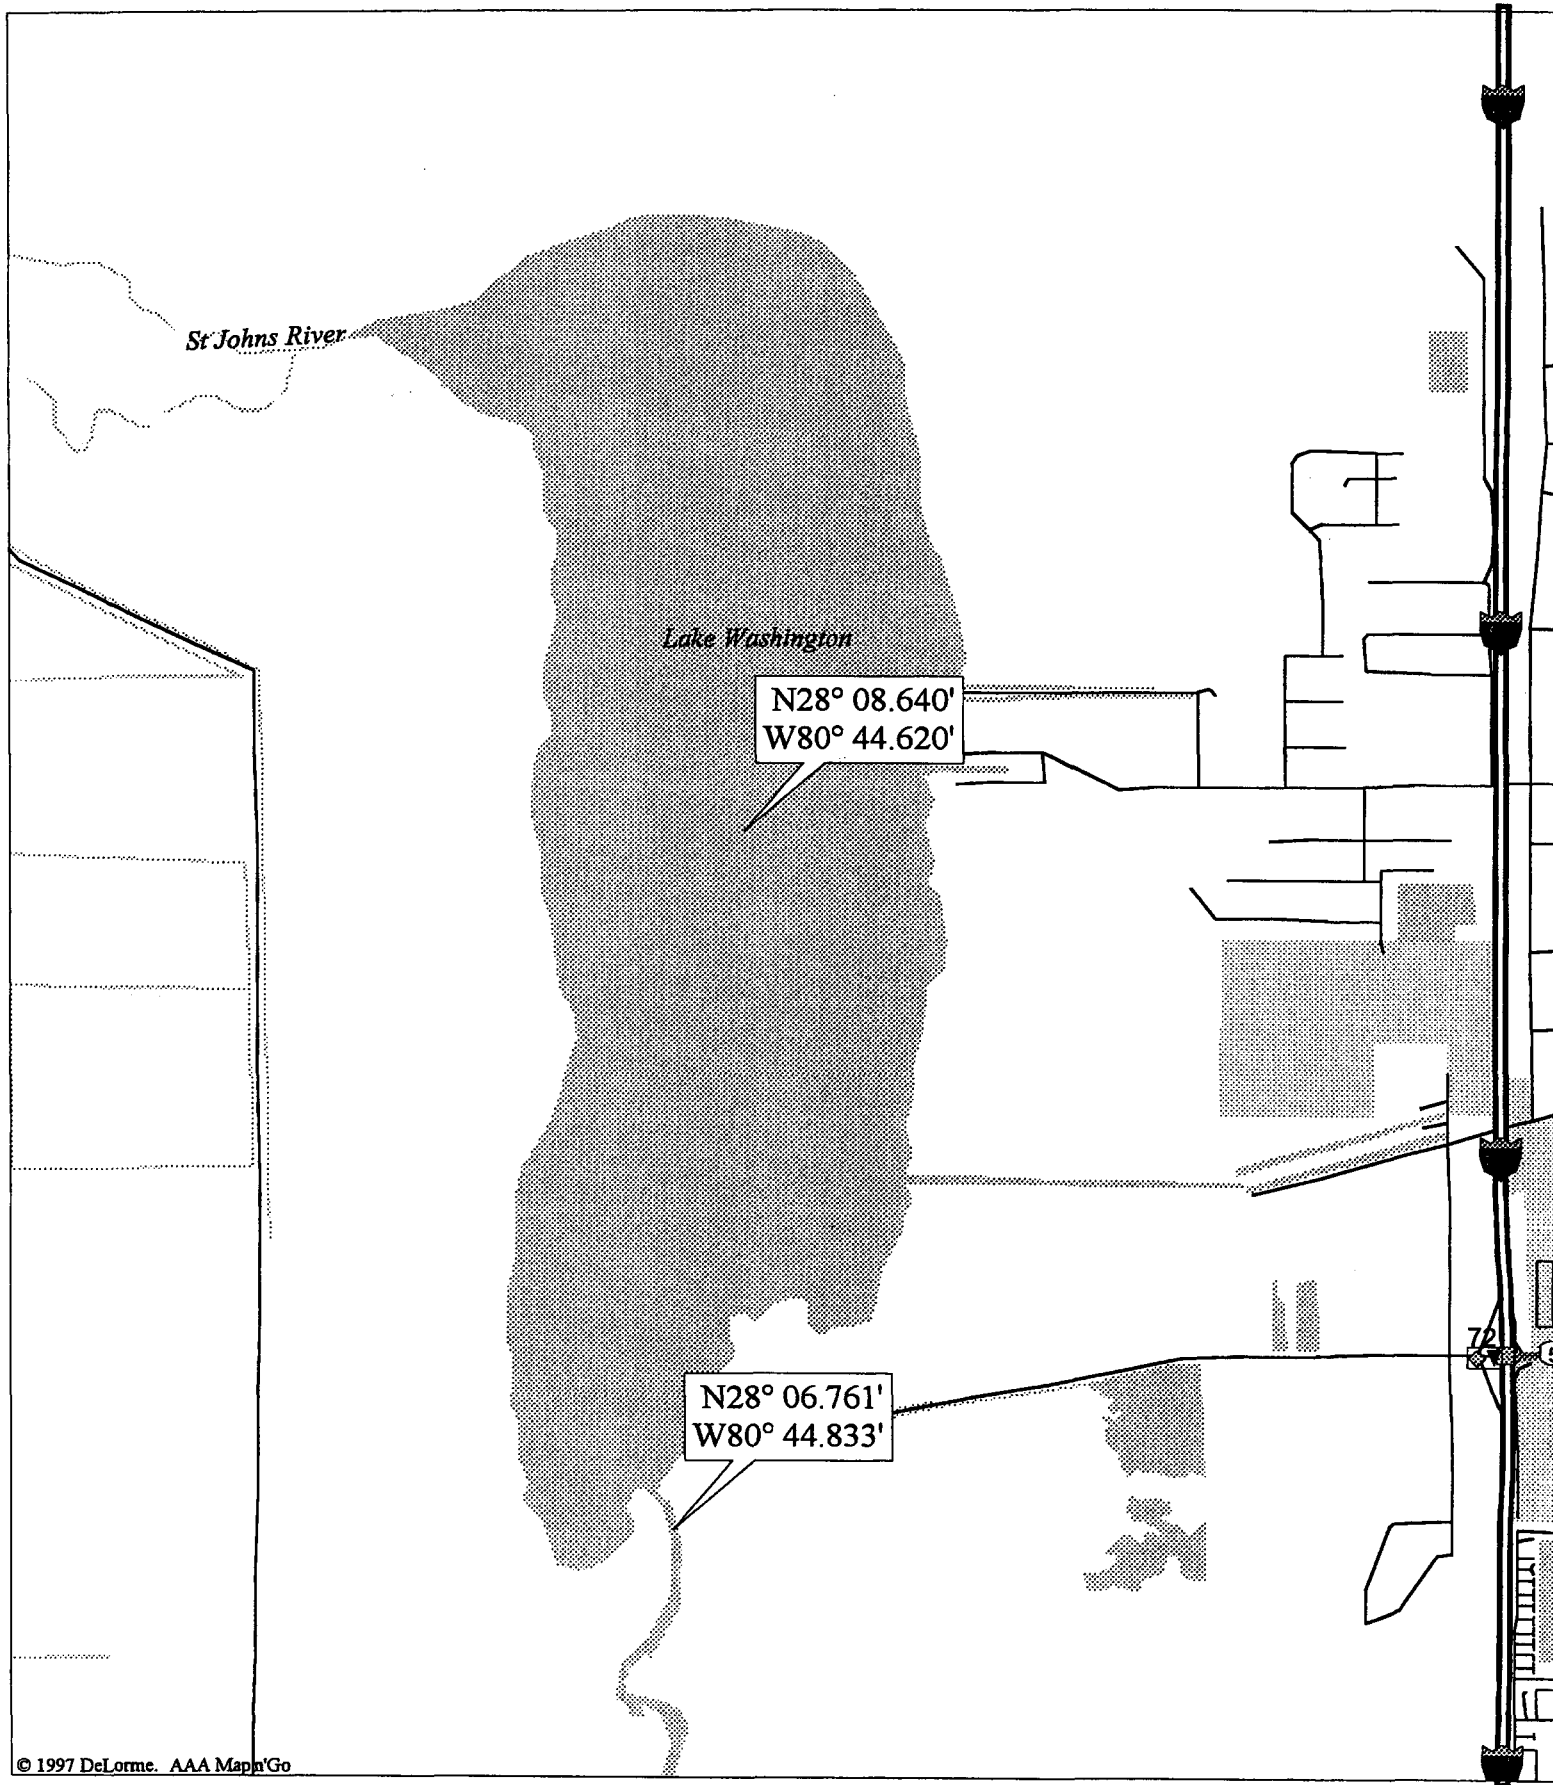 St Johns River
Lake Washington
N28° 08.640'
W80° 44.620'
72
N28° 06.761'
W80° 44.833'
© 1997 DeLorme. AAA Map'n'Go